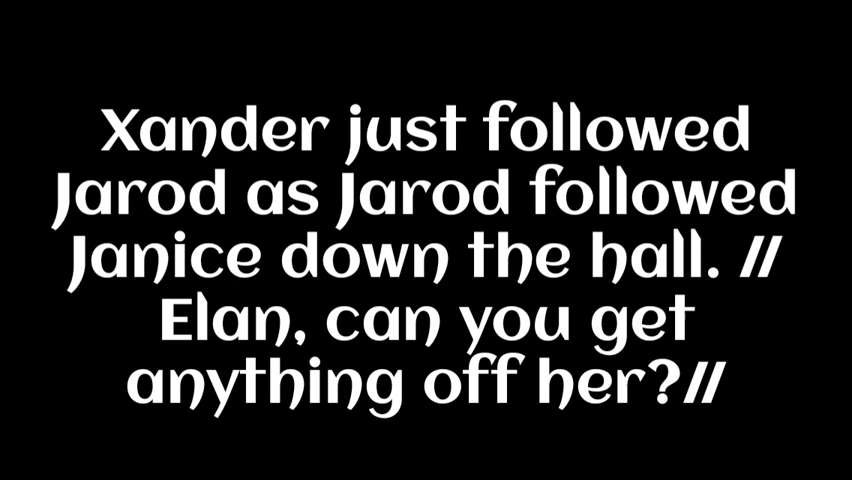 Xander just followed
Jarod as Jarod followed
Janice down the hall. //
Elan, can you get
anything off her?//